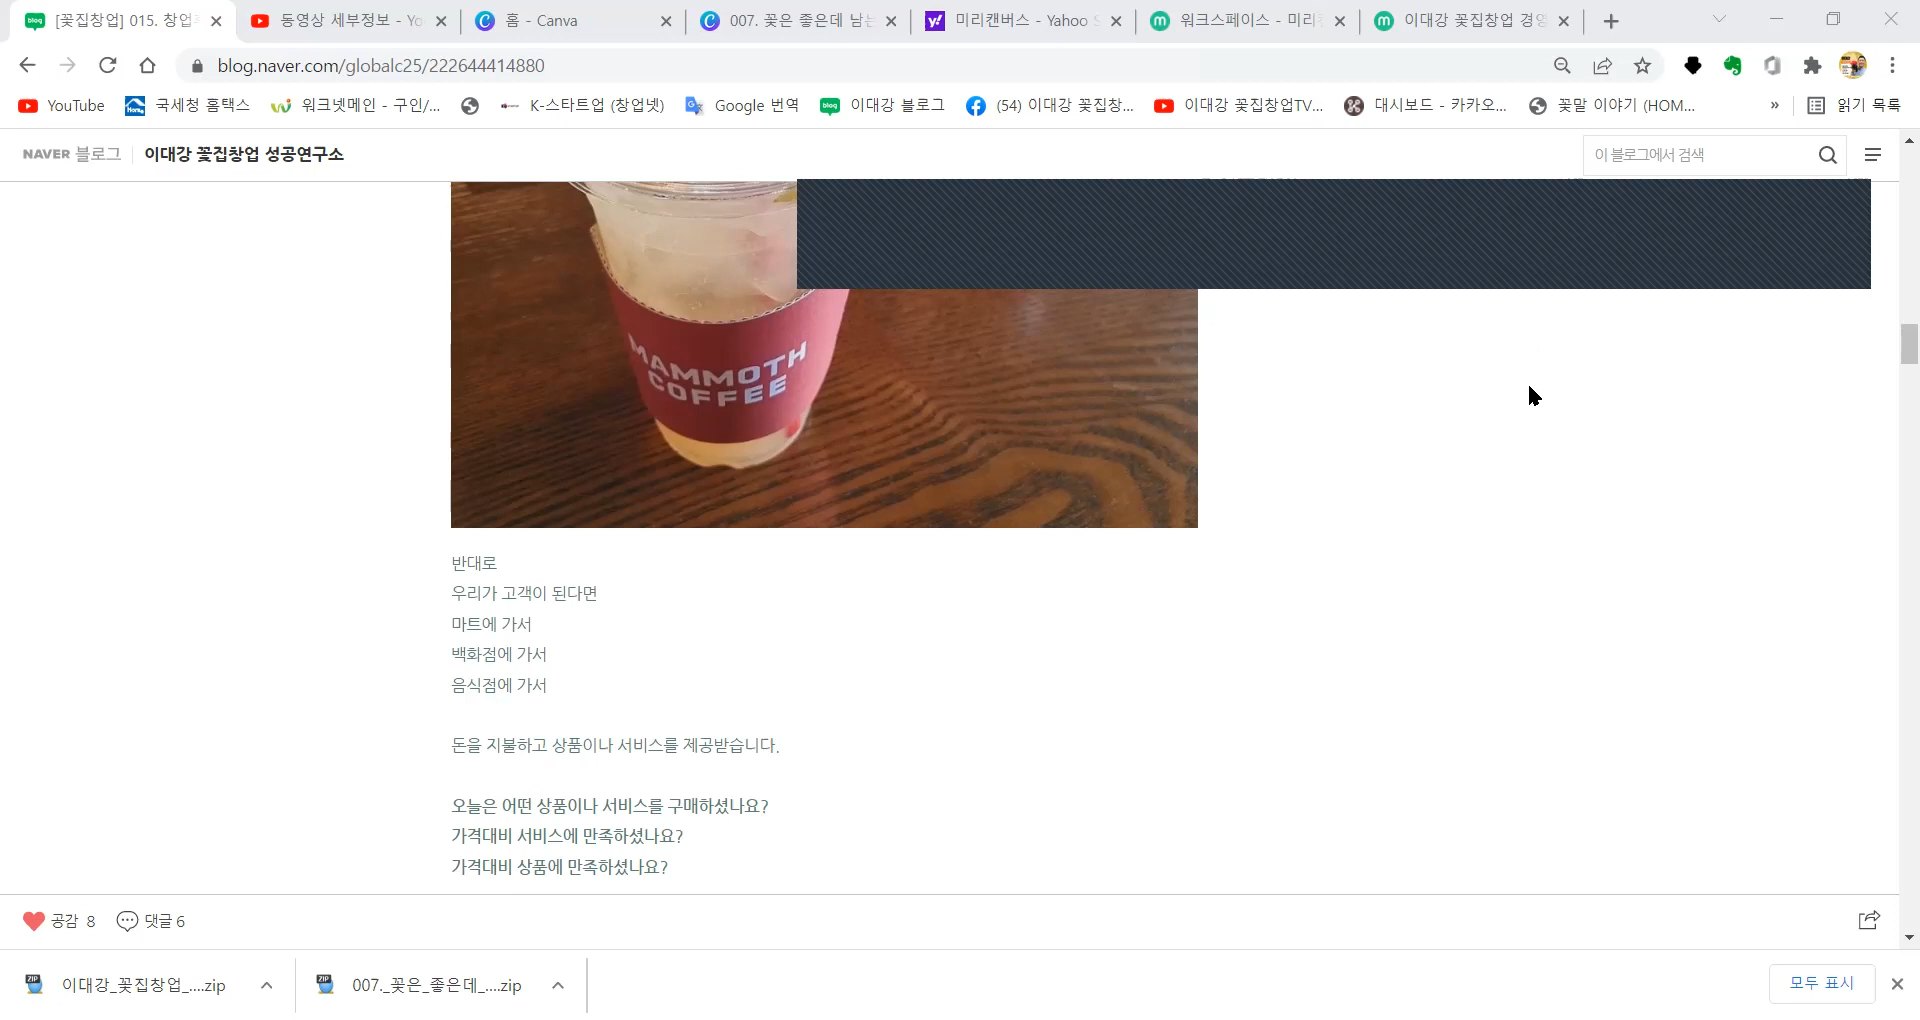 [꽃집창업] 015. 창업
동영상 세부정보 - Yo
홈 - Canva
007. 꽃은 좋은데 남는
미리캔버스 - Yahoo S
워크스페이스 - 미리
이대강 꽃집창업 경영
blog.naver.com/globalc25/222644414880
YouTube
국세청 홈택스
워크넷메인 - 구인/...
K-스타트업 (창업넷)
Google 번역
이대강 블로그
(54) 이대강 꽃집창...
이대강 꽃집창업TV...
대시보드 - 카카오...
꽃말 이야기 (HOM...
»
읽기 목록
NAVER 블로그
이대강 꽃집창업 성공연구소
이 블로그에서 검색
MAMMOTH
COFFEE
반대로
우리가 고객이 된다면
마트에 가서
백화점에 가서
음식점에 가서
돈을 지불하고 상품이나 서비스를 제공받습니다.
오늘은 어떤 상품이나 서비스를 구매하셨나요?
가격대비 서비스에 만족하셨나요?
가격대비 상품에 만족하셨나요?
공감 8
댓글 6
이대강_꽃집창업_....zip
007._꽃은_좋은데_....zip
모두 표시